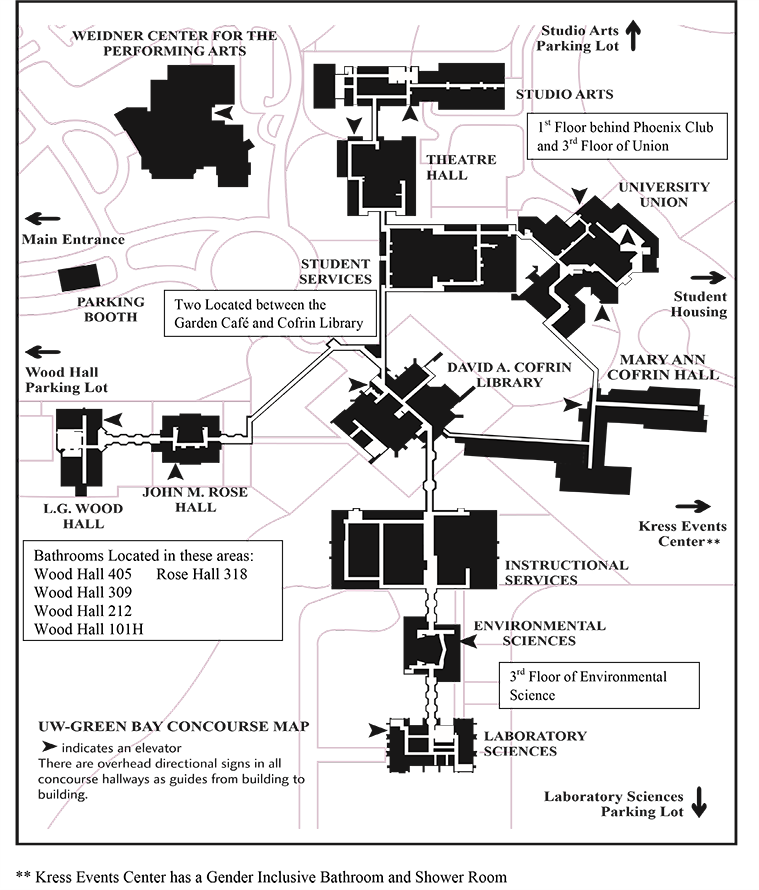 WEIDNER CENTER FOR THE
PERFORMING ARTS
Studio Arts
Parking Lot
STUDIO ARTS
1st Floor behind Phoenix Club
and 3rd Floor of Union
THEATRE
HALL
UNIVERSITY
UNION
Main Entrance
STUDENT
SERVICES
PARKING
BOOTH
Two Located between the
Garden Café and Cofrin Library
Student
Housing
Wood Hall
Parking Lot
DAVID A. COFRIN
LIBRARY
MARY ANN
COFRIN HALL
JOHN M. ROSE
HALL
L.G. WOOD
HALL
Kress Events
Center**
Bathrooms Located in these areas:
Wood Hall 405 Rose Hall 318
Wood Hall 309
Wood Hall 212
Wood Hall 101H
INSTRUCTIONAL
SERVICES
ENVIRONMENTAL
SCIENCES
3rd Floor of Environmental
Science
UW-GREEN BAY CONCOURSE MAP
indicates an elevator
There are overhead directional signs in all
concourse hallways as guides from building to
building.
LABORATORY
SCIENCES
Laboratory Sciences
Parking Lot
** Kress Events Center has a Gender Inclusive Bathroom and Shower Room